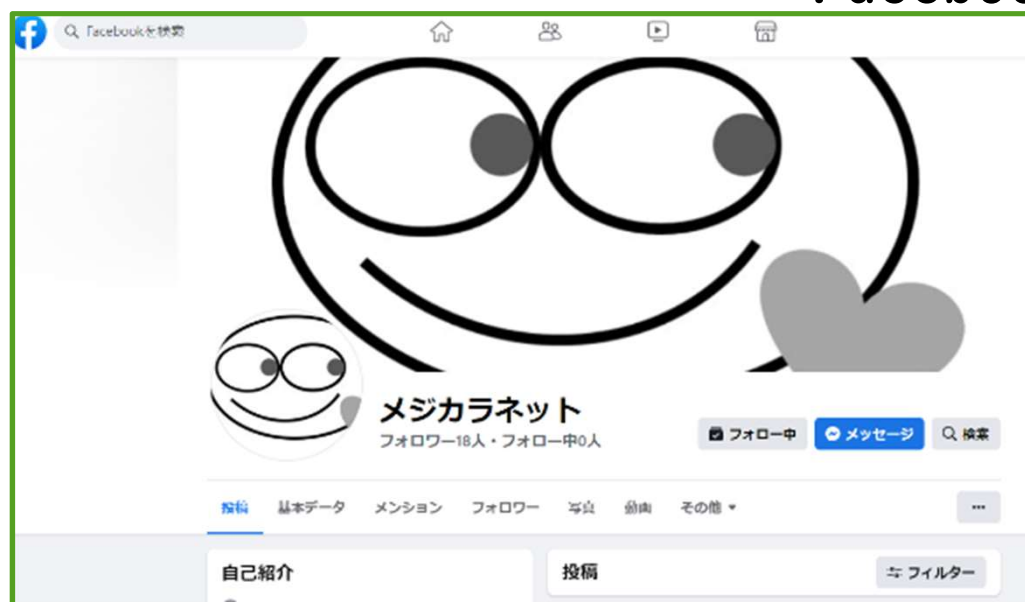 Facebookを検索
メジカラネット
フォロワー18人・フォロー中0人
フォロー中
メッセージ
検索
投稿 基本データ メンション フォロワー 写真 動画 その他
自己紹介
投稿
フィルター